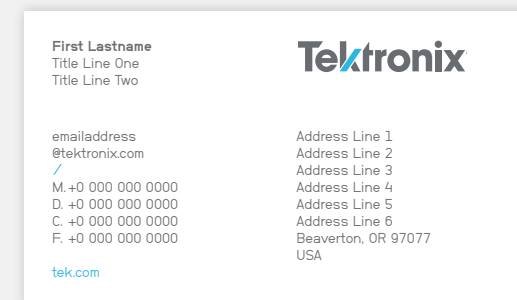 First Lastname
Title Line One
Title Line Two
Tektronix
emailaddress
@tektronix.com
/
M. +0 000 000 0000
D. +0 000 000 0000
C. +0 000 000 0000
F. +0 000 000 0000
tek.com
Address Line 1
Address Line 2
Address Line 3
Address Line 4
Address Line 5
Address Line 6
Beaverton, OR 97077
USA